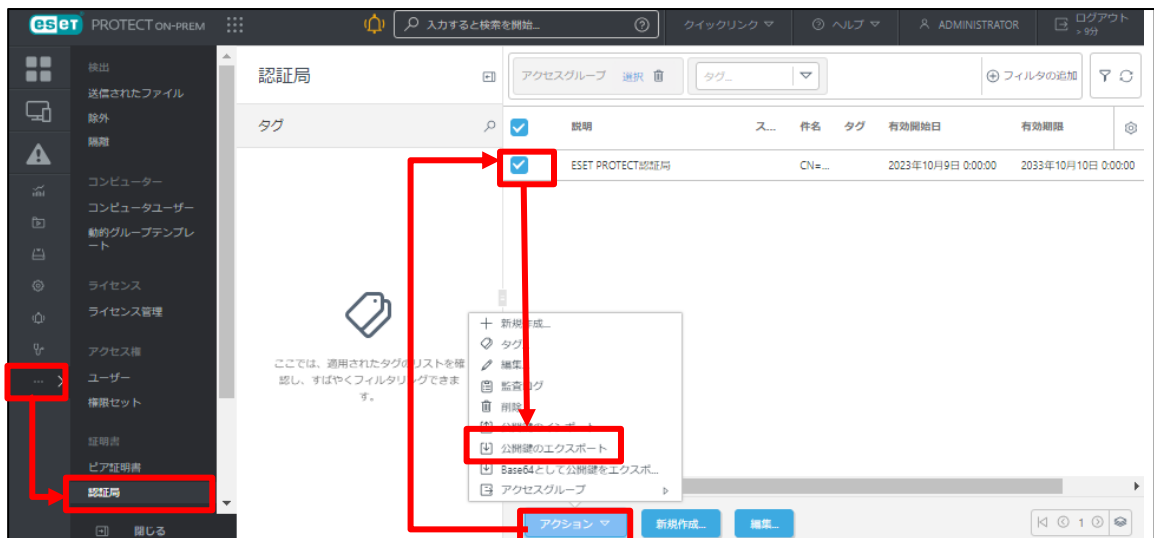 eset PROTECT ON-PREM
入力すると検索を開始...
クイックリンク
ヘルプ
ADMINISTRATOR
ログアウト
> 9分
検出
送信されたファイル
除外
隔離
コンピューター
コンピュータユーザー
動的グループテンプレ
ート
ライセンス
ライセンス管理
アクセス権
ユーザー
権限セット
証明書
ピア証明書
認証局
閉じる
認証局
タグ
ここでは、適用されたタグのリストを確
認し、すばやくフィルタリングできま
す。
アクセスグループ 選択
タグ...
フィルタの追加
説明 ス... 件名 タグ 有効開始日 有効期限
ESET PROTECT認証局 CN=... 2023年10月9日 0:00:00 2033年10月10日 0:00:00
新規作成...
タグ
編集
監査ログ
削除
公開鍵のインポート
公開鍵のエクスポート
Base64として公開鍵をエクスポ...
アクセスグループ
アクション 新規作成... 編集...
1